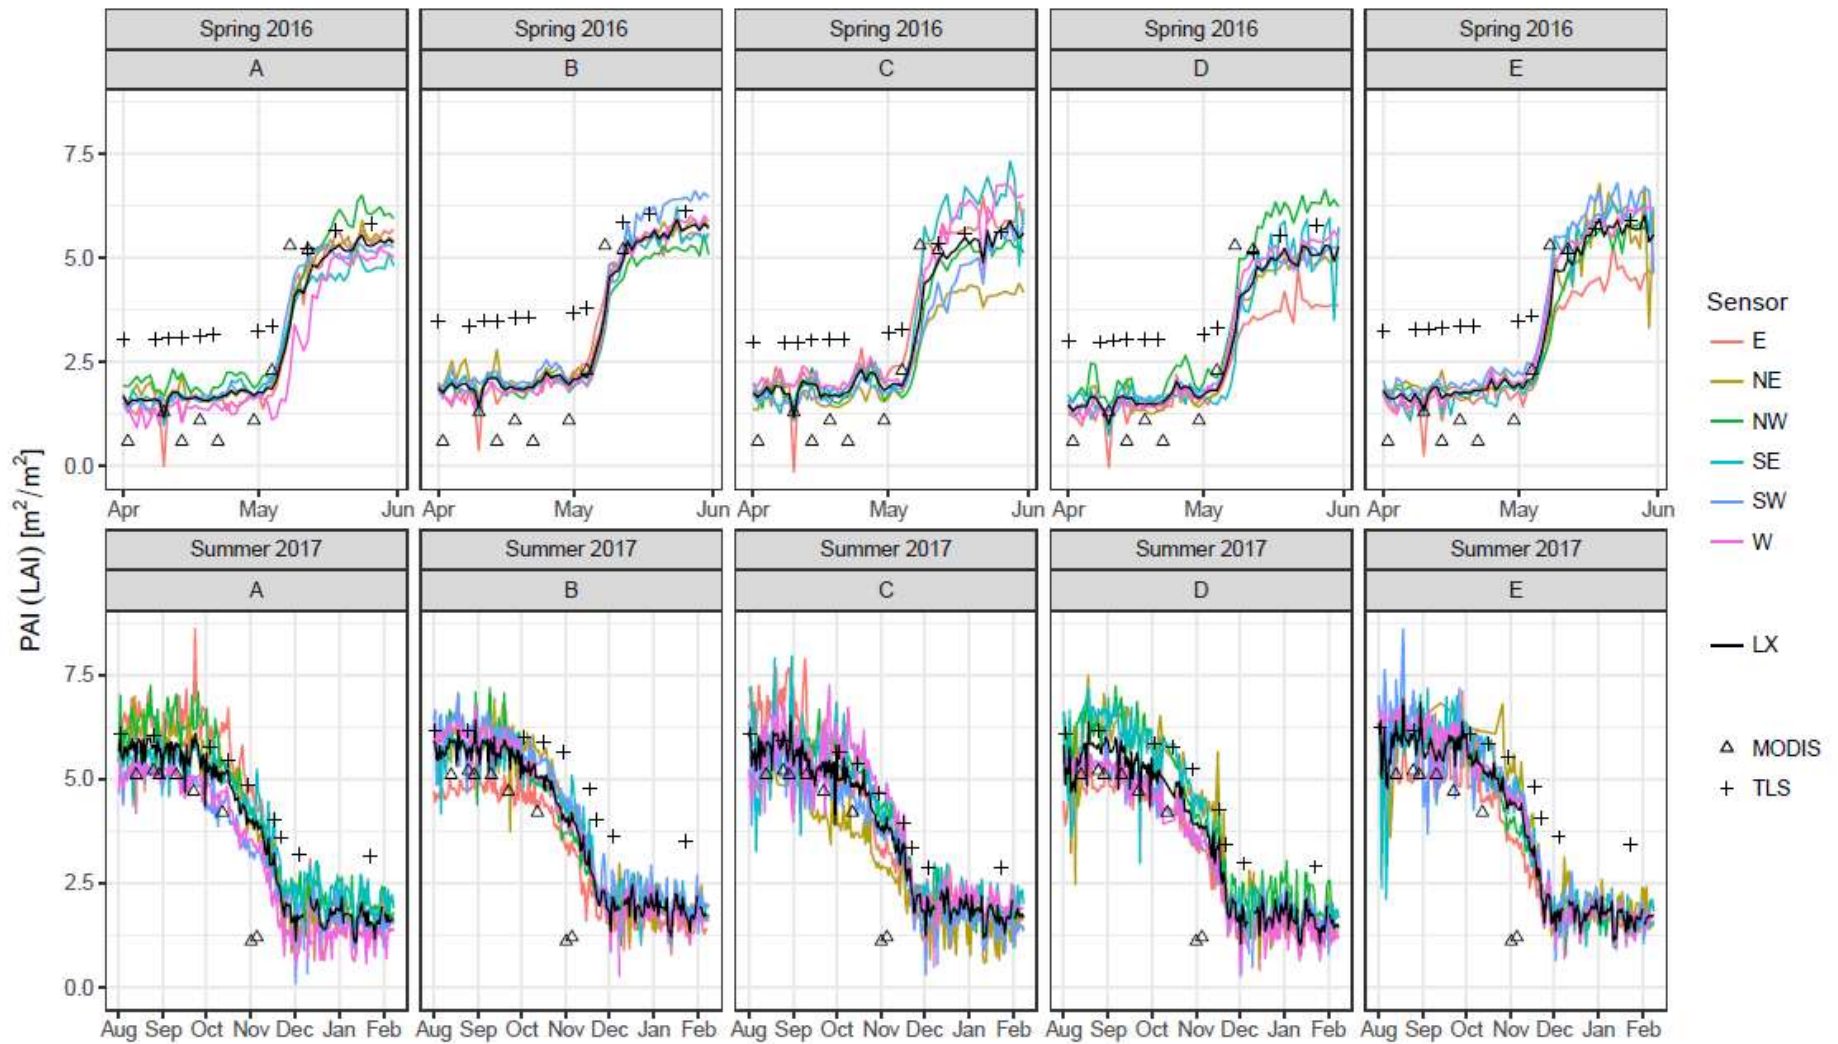 Spring 2016 Spring 2016 Spring 2016 Spring 2016 Spring 2016
A B C D E
7.5
5.0
2.5
0.0
Apr May Jun Apr May Jun Apr May Jun Apr May Jun Apr May Jun
PAI (LAI) [m²/m²]
Summer 2017 Summer 2017 Summer 2017 Summer 2017 Summer 2017
A B C D E
7.5
5.0
2.5
0.0
Aug Sep Oct Nov Dec Jan Feb Aug Sep Oct Nov Dec Jan Feb Aug Sep Oct Nov Dec Jan Feb Aug Sep Oct Nov Dec Jan Feb Aug Sep Oct Nov Dec Jan Feb
Sensor
E
NE
NW
SE
SW
W
LX
MODIS
TLS